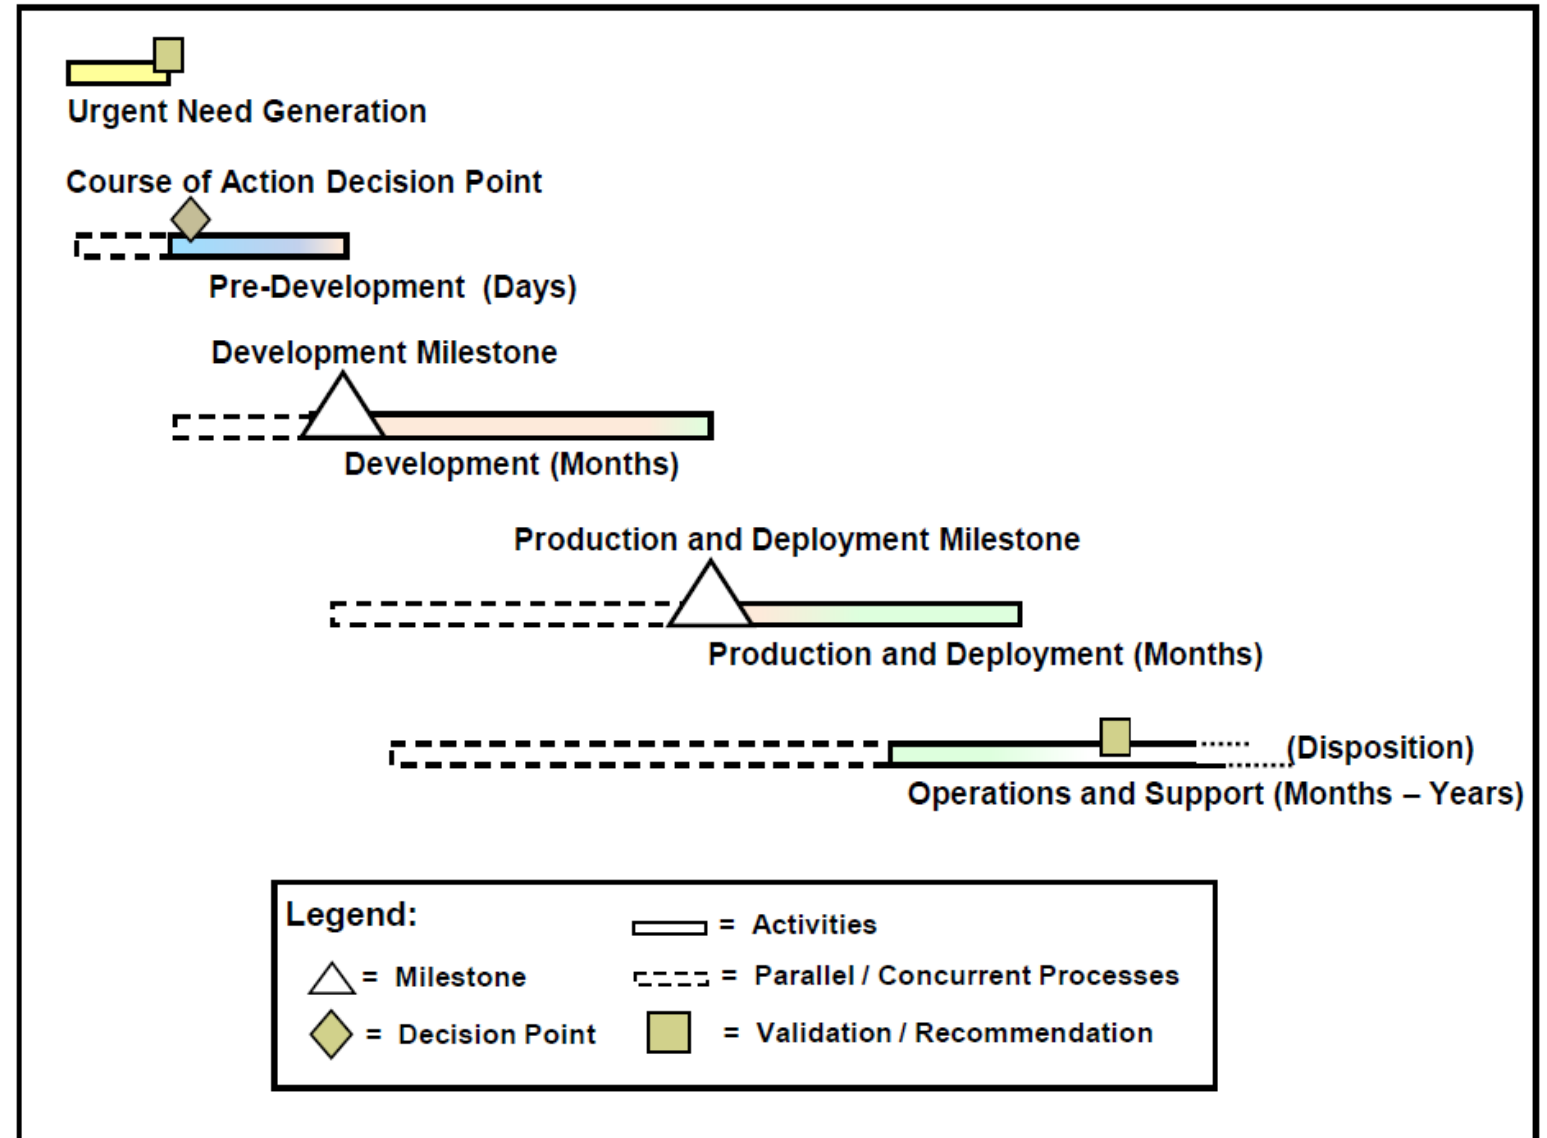 Urgent Need Generation
Course of Action Decision Point
Pre-Development (Days)
Development Milestone
Development (Months)
Production and Deployment Milestone
Production and Deployment (Months)
(Disposition)
Operations and Support (Months – Years)
Legend:
= Activities
= Milestone
= Parallel / Concurrent Processes
= Decision Point
= Validation / Recommendation